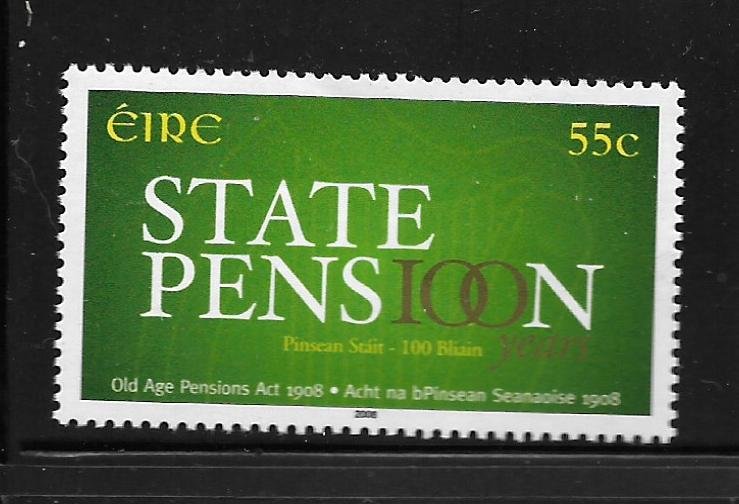 ÉIRE 55c
STATE
PENSIOON
years
Pinsean Stáit - 100 Bliain
Old Age Pensions Act 1908 • Acht na bPinsean Seanaoise 1908
2008